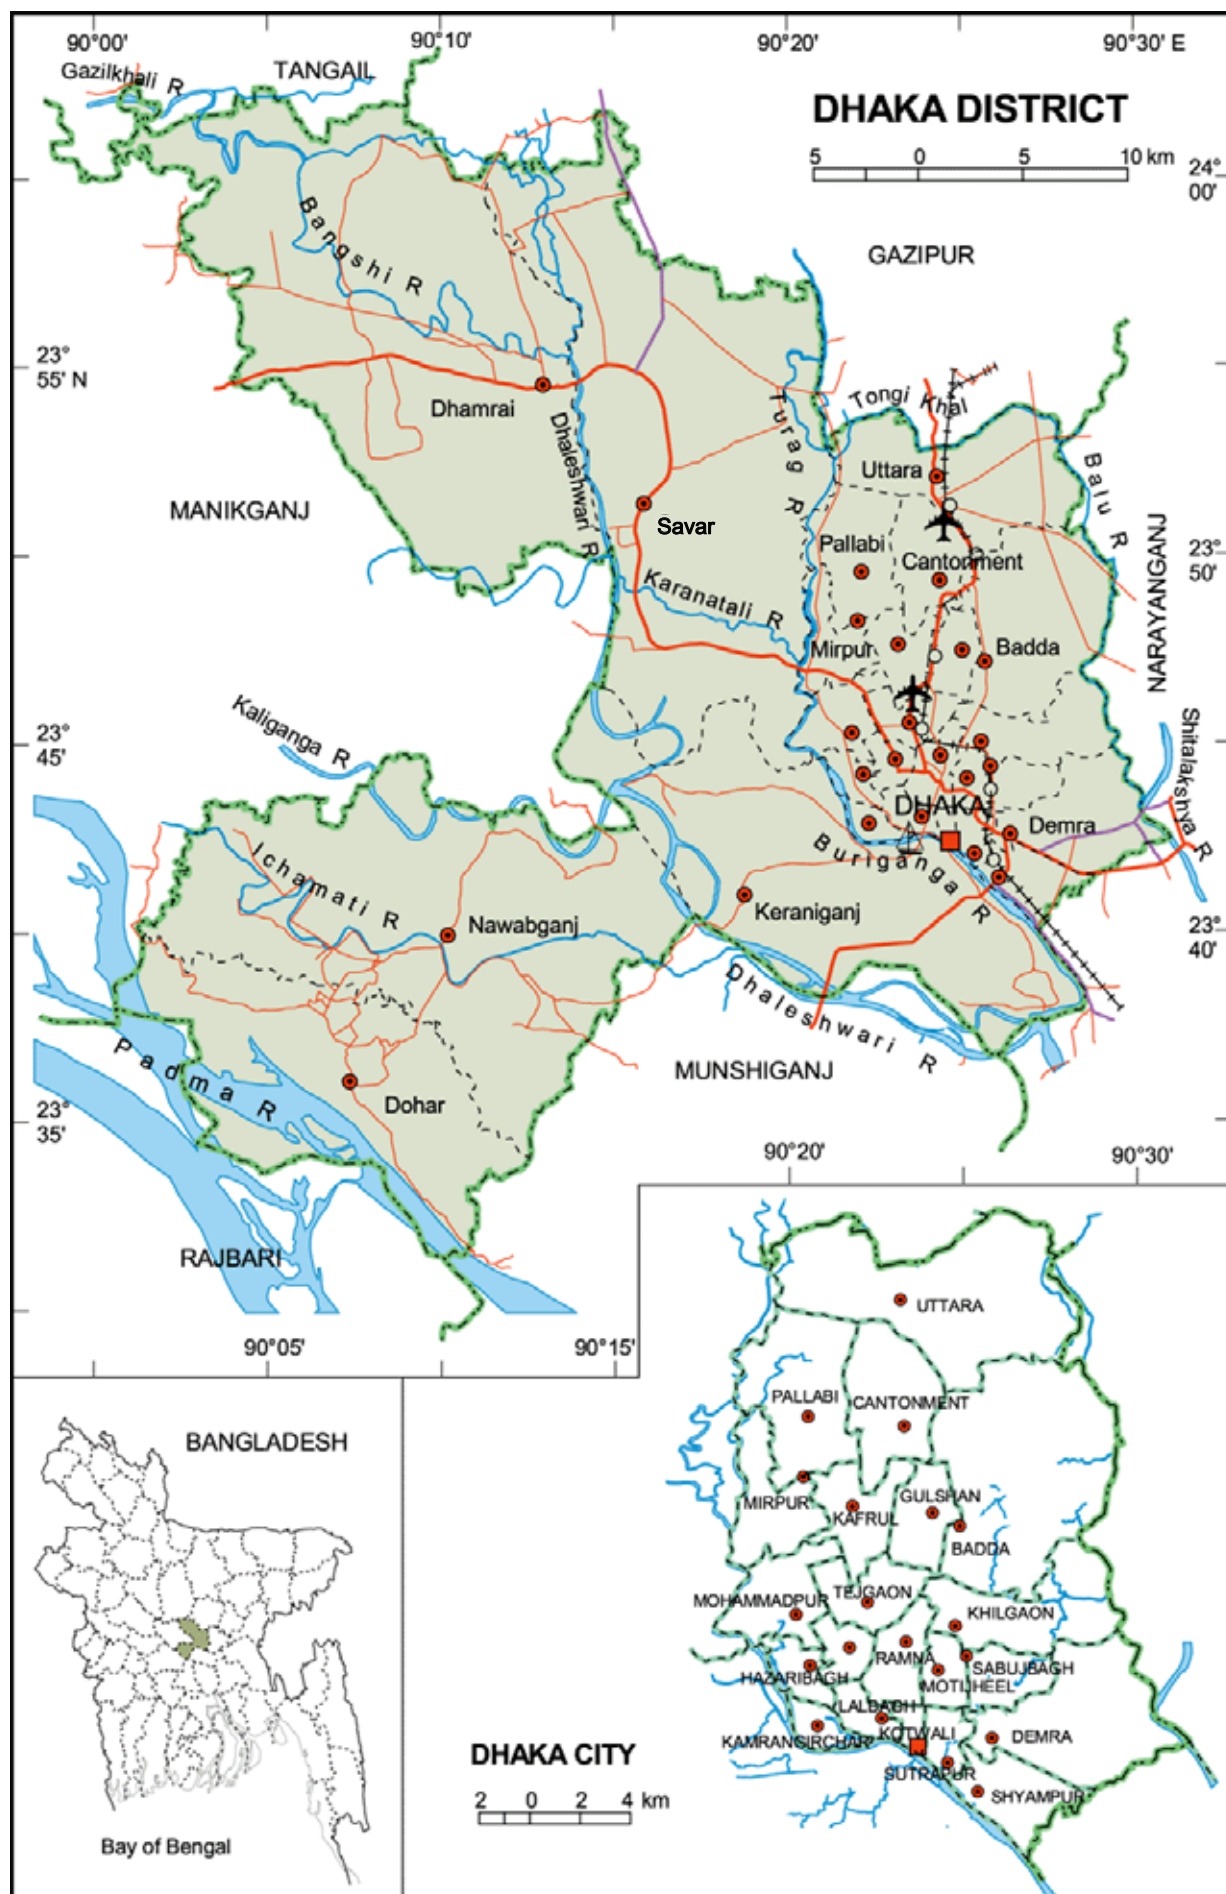 90°00'
90°10'
90°20'
90°30' E
Gazilkhali R
TANGAIL
DHAKA DISTRICT
5 0 5 10 km
24°
00'
Bangshi R
GAZIPUR
23°
55' N
Dhamrai
Dhaleshwari R
Turag R
Tongi Khal
Uttara
Balu R
MANIKGANJ
Savar
Pallabi
Cantonment
23°
50'
NARAYANGANJ
Karanatali R
Mirpur
Badda
Kaliganga R
23°
45'
Shitalakshya R
DHAKA
Demra
Buriganga R
Ichamati R
Nawabganj
Keraniganj
23°
40'
Dhaleshwari R
Padma R
MUNSHIGANJ
Dohar
23°
35'
90°20'
90°30'
RAJBARI
90°05'
90°15'
UTTARA
BANGLADESH
PALLABI
CANTONMENT
MIRPUR
KAFRUL
GULSHAN
BADDA
MOHAMMADPUR
TEJGAON
KHILGAON
HAZARIBAGH
RAMNA
SABUJBAGH
MOTIJHEEL
LALBAGH
KAMRANGIRCHAR
KOTWALI
DEMRA
SUTRAPUR
SHYAMPUR
DHAKA CITY
2 0 2 4 km
Bay of Bengal